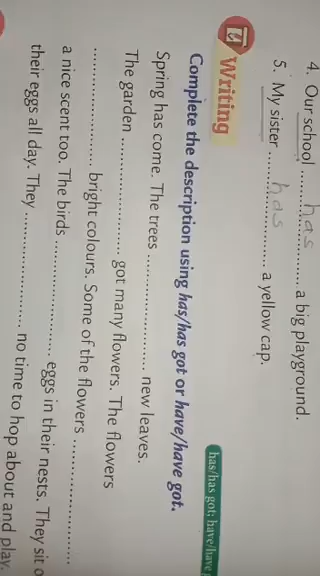 4. Our school ....has.... a big playground.
5. My sister ....has.... a yellow cap.
Writing
has/has got; have/have
Complete the description using has/has got or have/have got.
Spring has come. The trees ........................ new leaves.
The garden ........................ got many flowers. The flowers
........................ bright colours. Some of the flowers ........................
a nice scent too. The birds ........................ eggs in their nests. They sit o
their eggs all day. They ........................ no time to hop about and play.